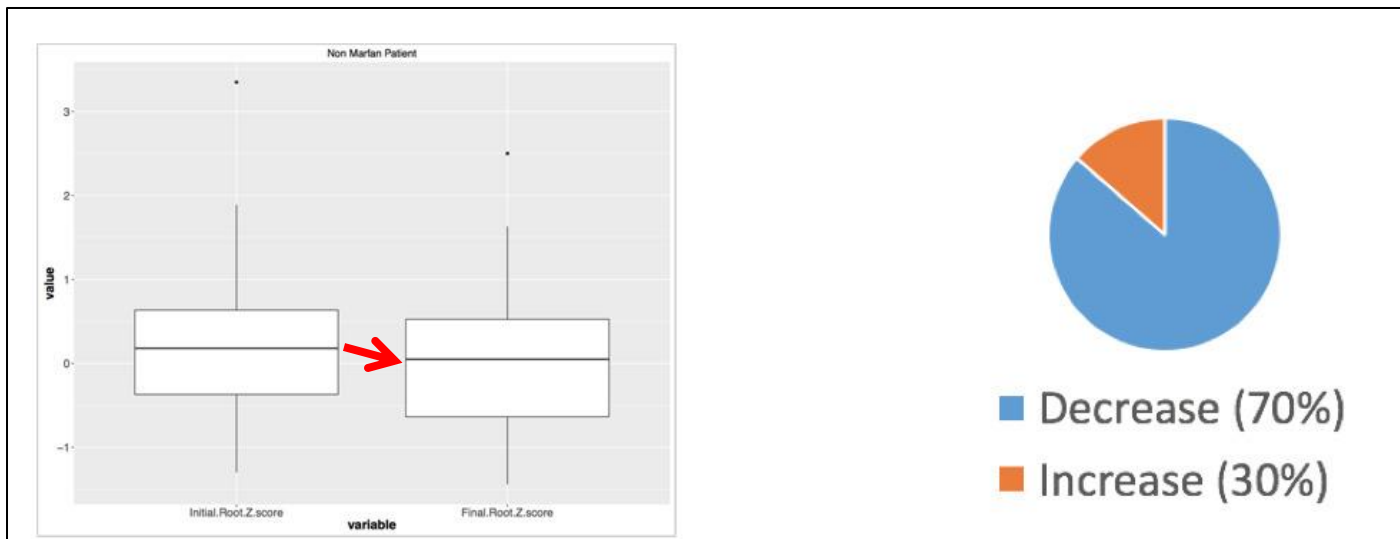 Non Marfan Patient
3
2
1
0
−1
value
Initial.Root.Z.score
Final.Root.Z.score
variable
Decrease (70%)
Increase (30%)